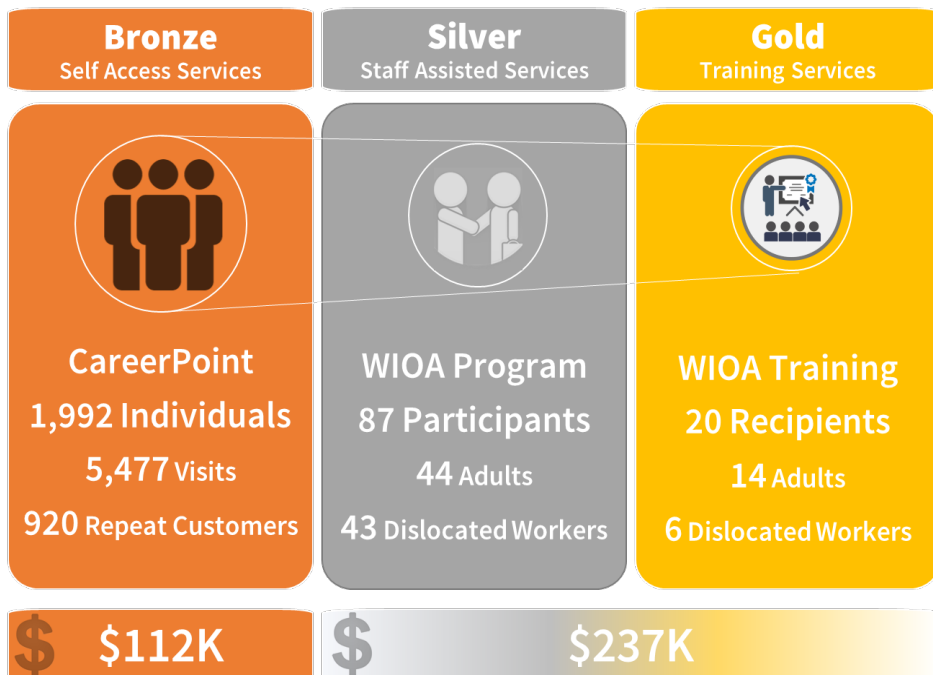 Bronze
Self Access Services
Silver
Staff Assisted Services
Gold
Training Services
CareerPoint
1,992 Individuals
5,477 Visits
920 Repeat Customers
WIOA Program
87 Participants
44 Adults
43 Dislocated Workers
WIOA Training
20 Recipients
14 Adults
6 Dislocated Workers
$ $112K
$ $237K